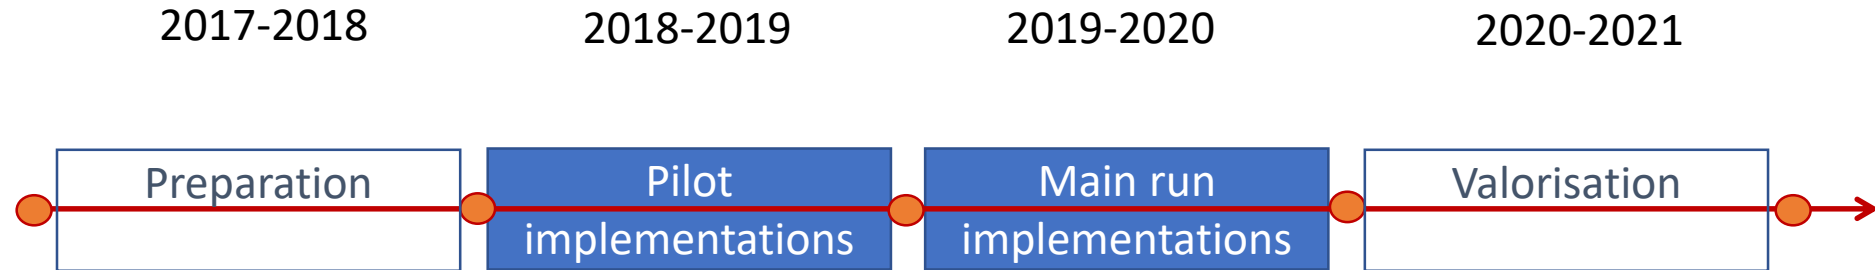 2017-2018
2018-2019
2019-2020
2020-2021
Preparation
Pilot
implementations
Main run
implementations
Valorisation